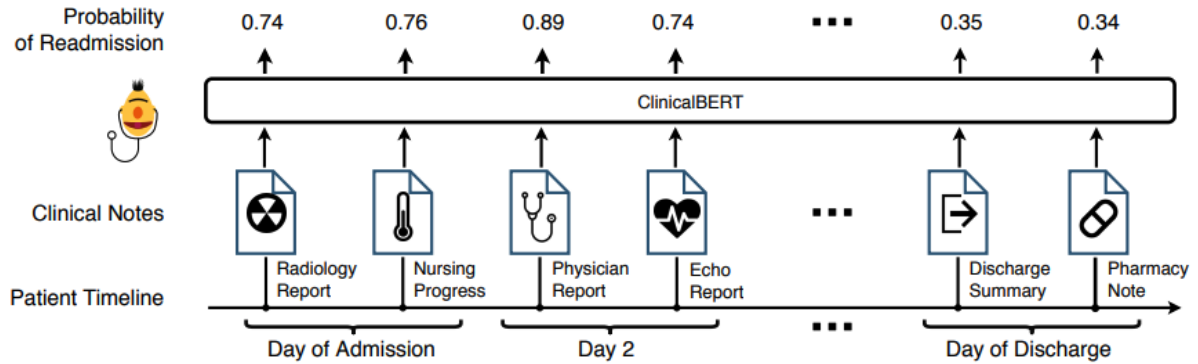 Probability
of Readmission
0.74 0.76 0.89 0.74 ... 0.35 0.34
ClinicalBERT
Clinical Notes
...
Radiology
Report
Nursing
Progress
Physician
Report
Echo
Report
Discharge
Summary
Pharmacy
Note
Patient Timeline
Day of Admission Day 2 ... Day of Discharge